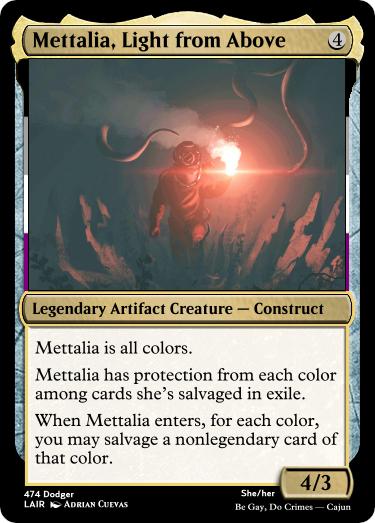 Mettalia, Light from Above 4
Legendary Artifact Creature — Construct
Mettalia is all colors.
Mettalia has protection from each color
among cards she's salvaged in exile.
When Mettalia enters, for each color,
you may salvage a nonlegendary card of
that color.
4/3
474 Dodger She/her
LAIR Adrian Cuevas Be Gay, Do Crimes — Cajun